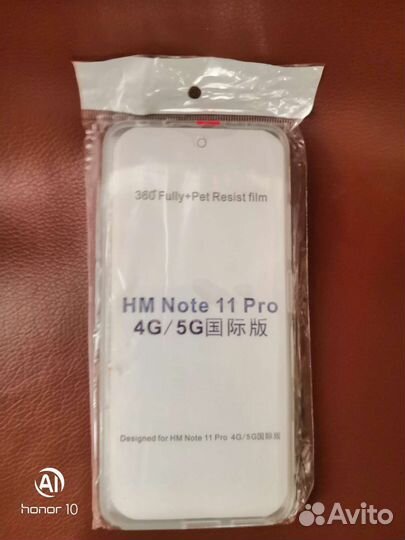 360° Fully+Pet Resist film
HM Note 11 Pro
4G/5G国际版
Designed for HM Note 11 Pro 4G/5G国际版
AI
honor 10
Avito